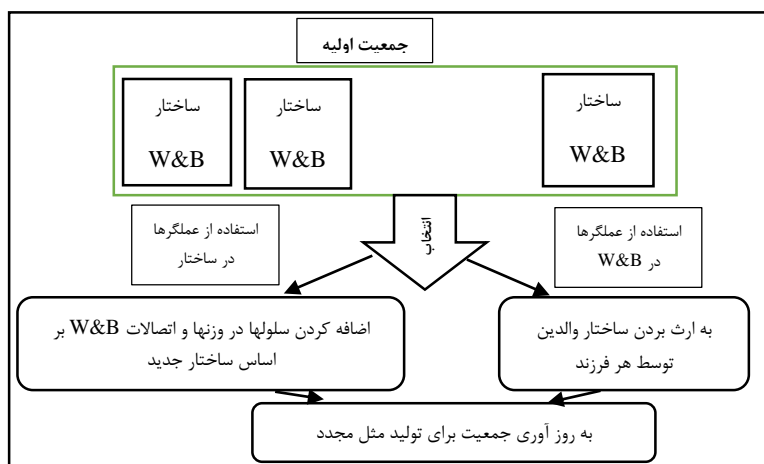 جمعیت اولیه
ساختار
W&B
ساختار
W&B
ساختار
W&B
انتخاب
استفاده از عملگرها
در W&B
استفاده از عملگرها
در ساختار
به ارث بردن ساختار والدین
توسط هر فرزند
اضافه کردن سلولها در وزنها و اتصالات W&B بر
اساس ساختار جدید
به روز آوری جمعیت برای تولید مثل مجدد